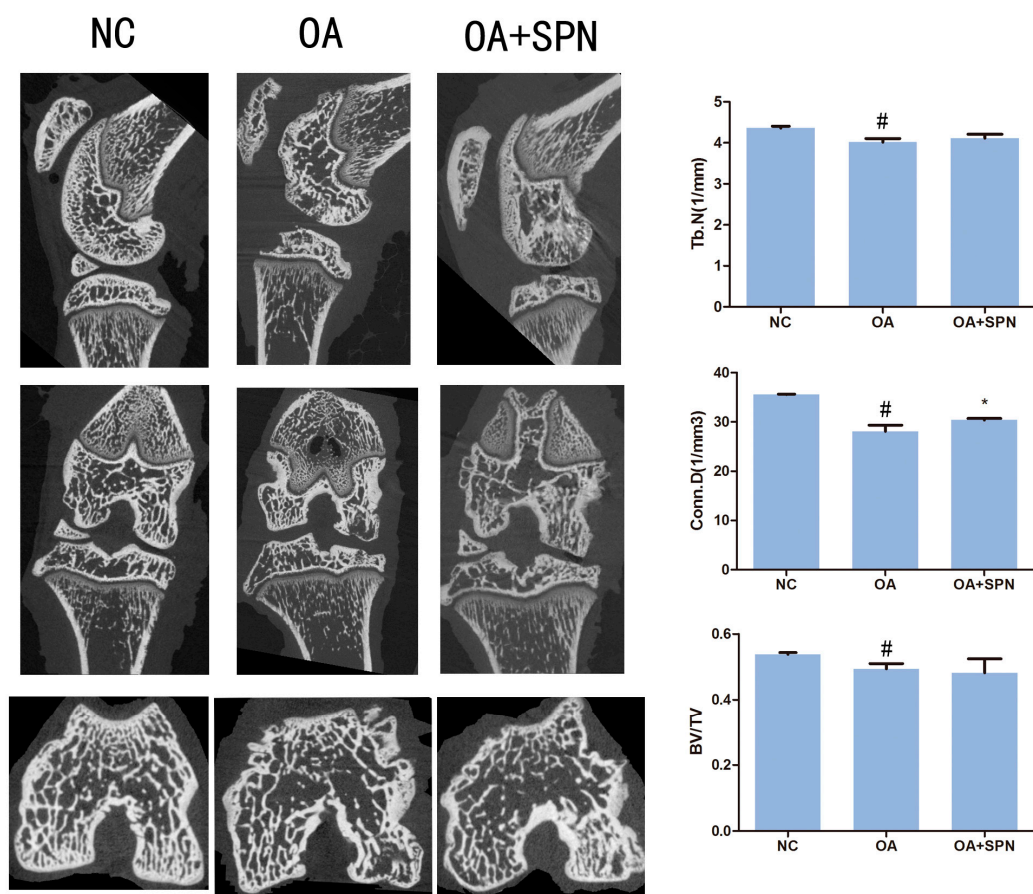 NC OA OA+SPN
Tb.N(1/mm)
5
4
3
2
1
0
#
NC OA OA+SPN
Conn.D(1/mm3)
40
30
20
10
0
#
*
NC OA OA+SPN
BV/TV
0.6
0.4
0.2
0.0
#
NC OA OA+SPN